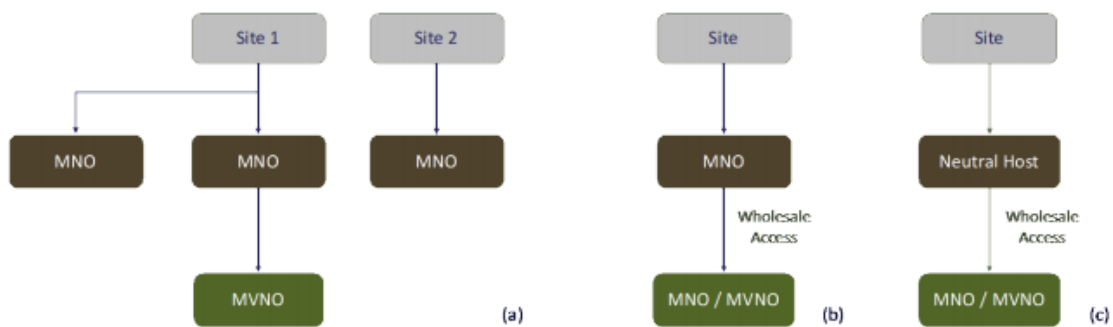 Site 1
Site 2
Site
Site
MNO
MNO
MNO
MNO
Neutral Host
Wholesale
Access
Wholesale
Access
MVNO
(a)
MNO / MVNO
(b)
MNO / MVNO
(c)